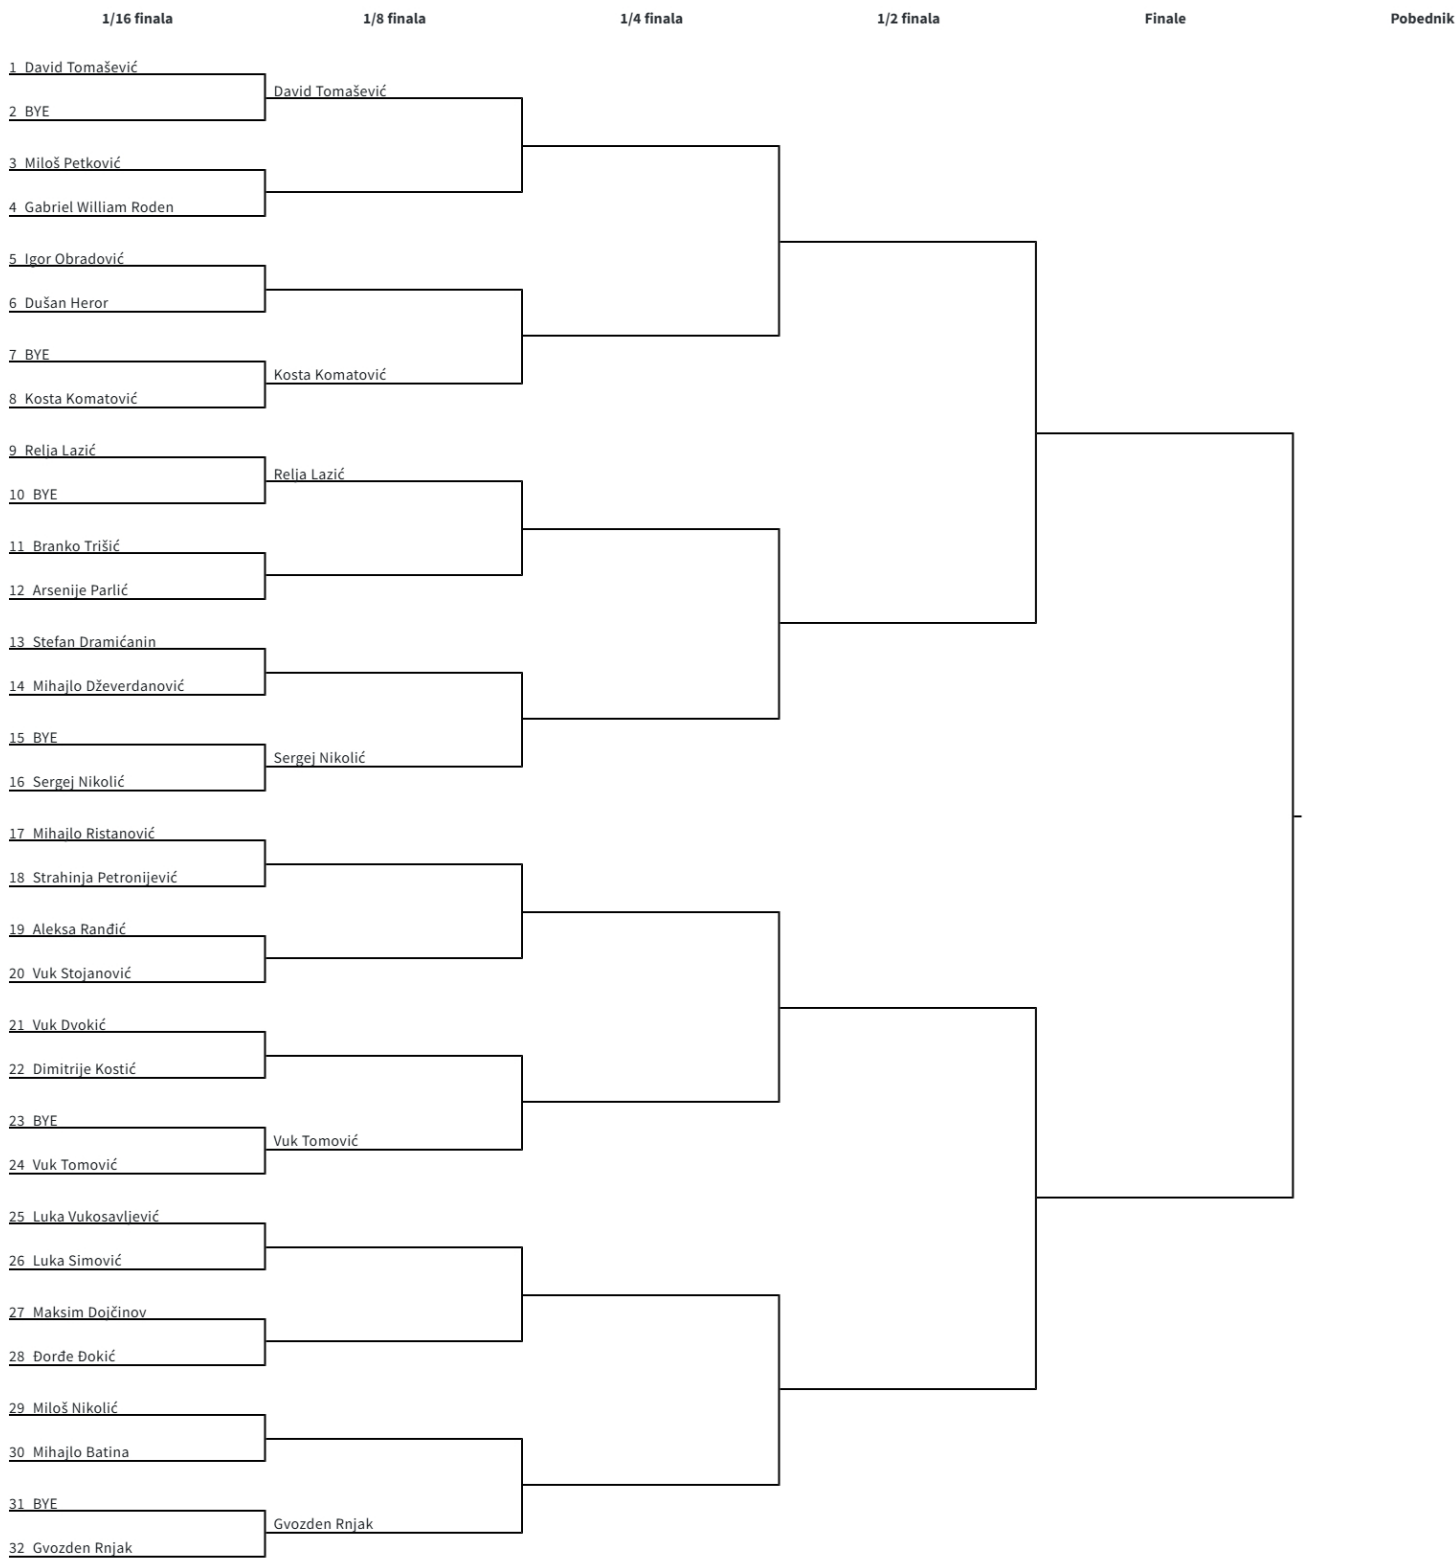 1/16 finala 1/8 finala 1/4 finala 1/2 finala Finale Pobednik
1 David Tomašević
David Tomašević
2 BYE
3 Miloš Petković
4 Gabriel William Roden
5 Igor Obradović
6 Dušan Heror
7 BYE
Kosta Komatović
8 Kosta Komatović
9 Relja Lazić
Relja Lazić
10 BYE
11 Branko Trišić
12 Arsenije Parlić
13 Stefan Dramićanin
14 Mihajlo Dževerdanović
15 BYE
Sergej Nikolić
16 Sergej Nikolić
17 Mihajlo Ristanović
18 Strahinja Petronijević
19 Aleksa Ranđić
20 Vuk Stojanović
21 Vuk Dvokić
22 Dimitrije Kostić
23 BYE
Vuk Tomović
24 Vuk Tomović
25 Luka Vukosavljević
26 Luka Simović
27 Maksim Dojčinov
28 Đorđe Đokić
29 Miloš Nikolić
30 Mihajlo Batina
31 BYE
Gvozden Rnjak
32 Gvozden Rnjak